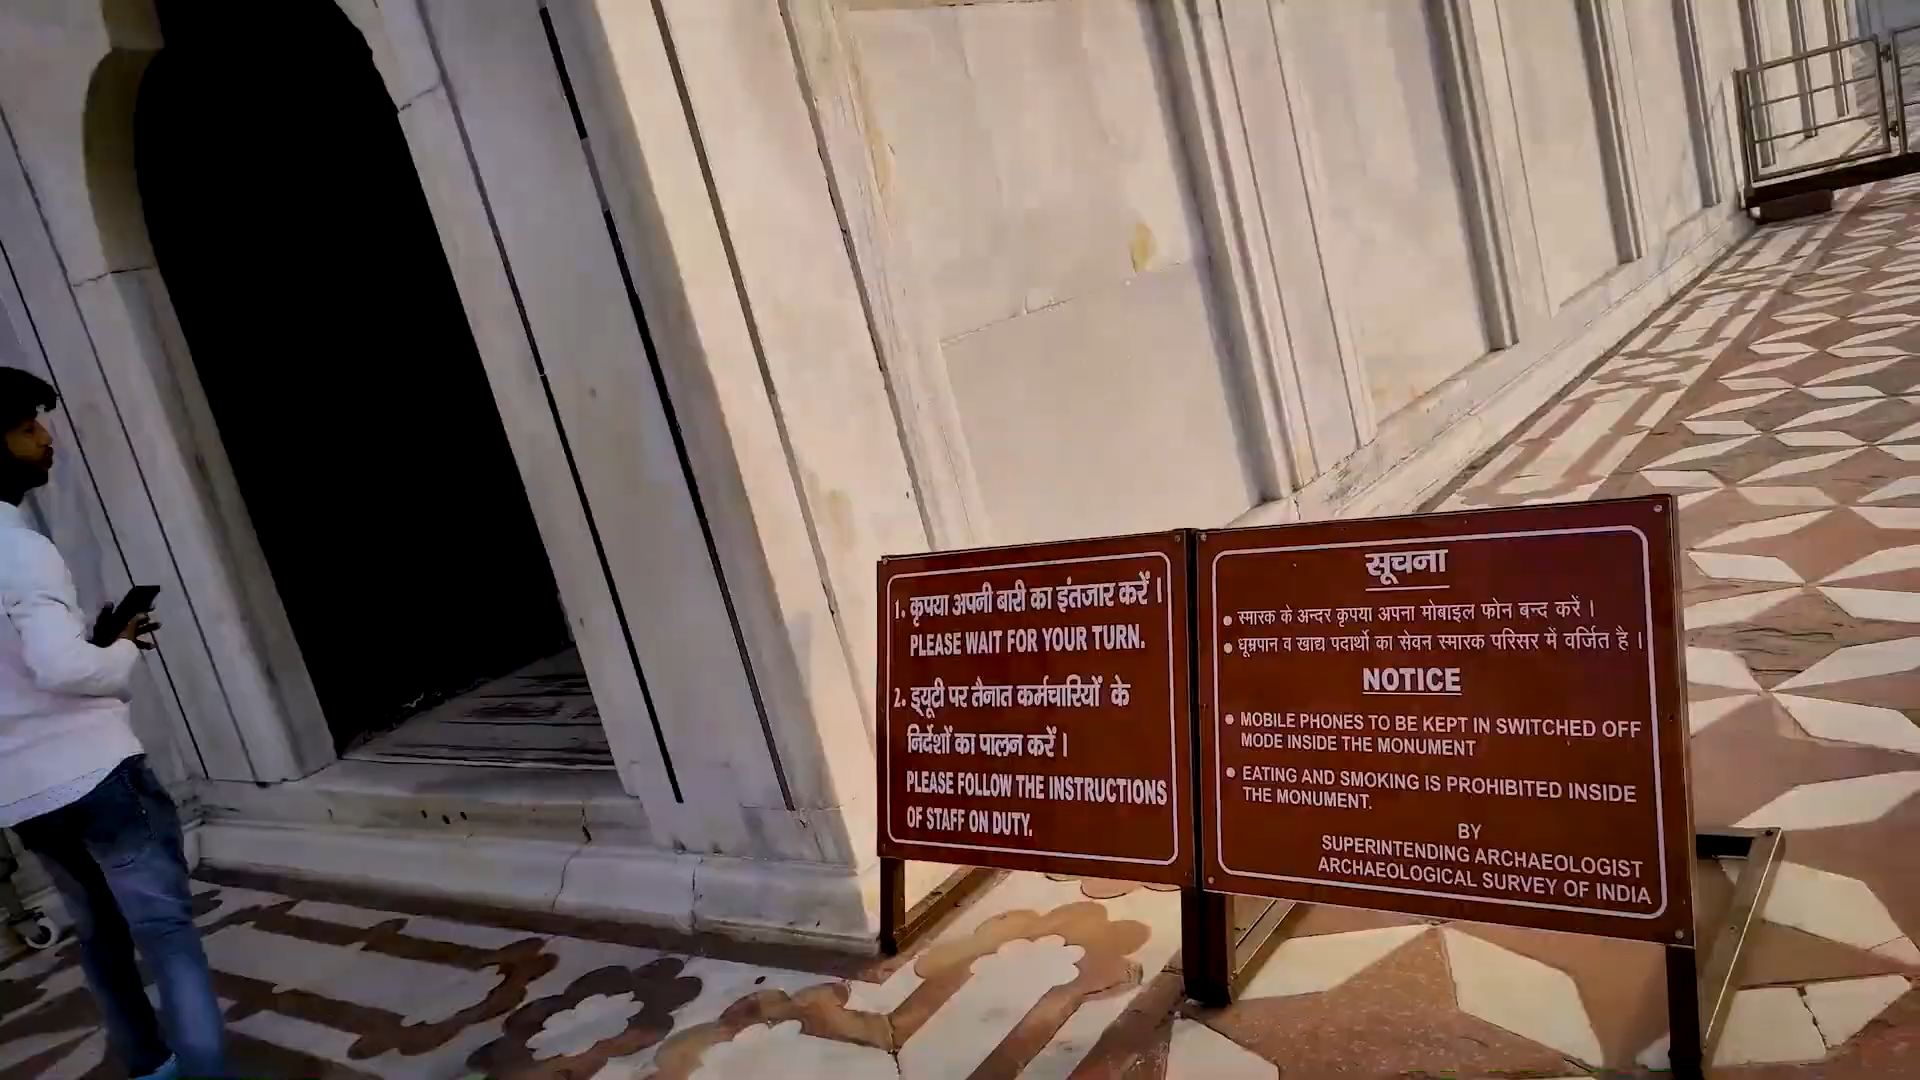 1. कृपया अपनी बारी का इंतजार करें।
PLEASE WAIT FOR YOUR TURN.
2. ड्यूटी पर तैनात कर्मचारियों के
निर्देशों का पालन करें।
PLEASE FOLLOW THE INSTRUCTIONS
OF STAFF ON DUTY.
सूचना
• स्मारक के अन्दर कृपया अपना मोबाइल फोन बन्द करें।
• धूम्रपान व खाद्य पदार्थो का सेवन स्मारक परिसर में वर्जित है।
NOTICE
• MOBILE PHONES TO BE KEPT IN SWITCHED OFF
MODE INSIDE THE MONUMENT
• EATING AND SMOKING IS PROHIBITED INSIDE
THE MONUMENT.
BY
SUPERINTENDING ARCHAEOLOGIST
ARCHAEOLOGICAL SURVEY OF INDIA